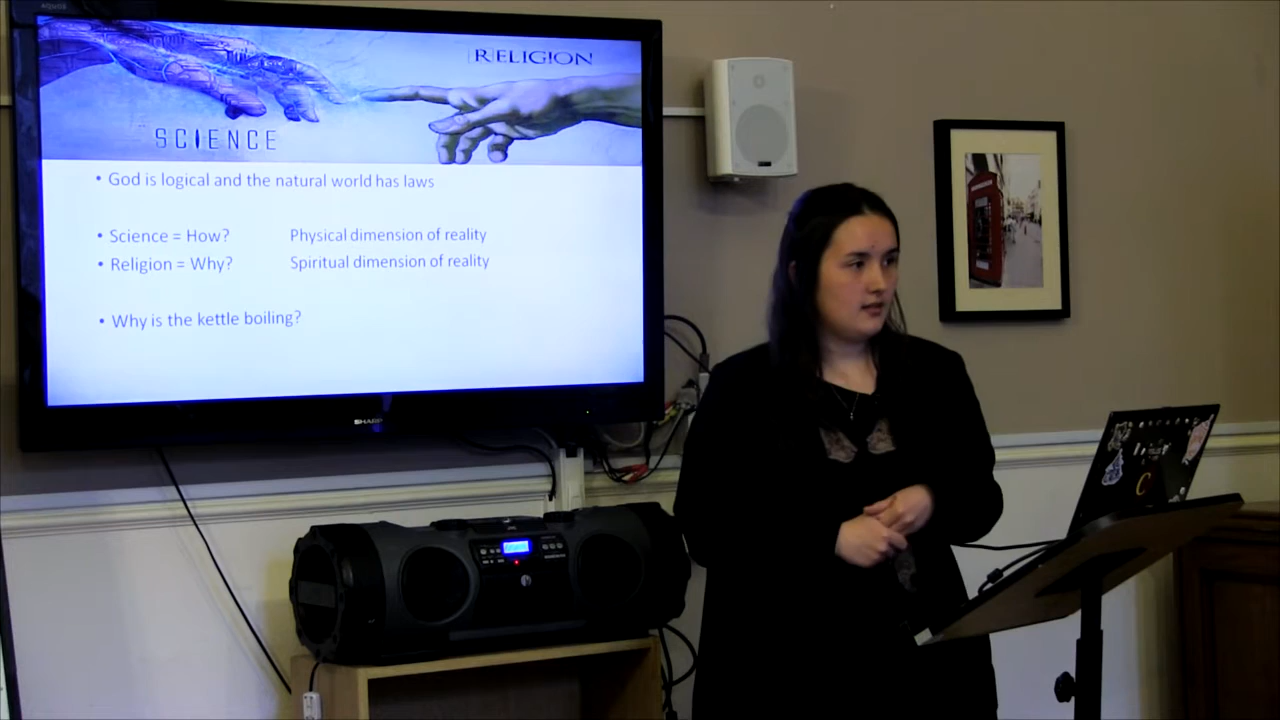 RELIGION
SCIENCE
• God is logical and the natural world has laws
• Science = How? Physical dimension of reality
• Religion = Why? Spiritual dimension of reality
• Why is the kettle boiling?
SHARP